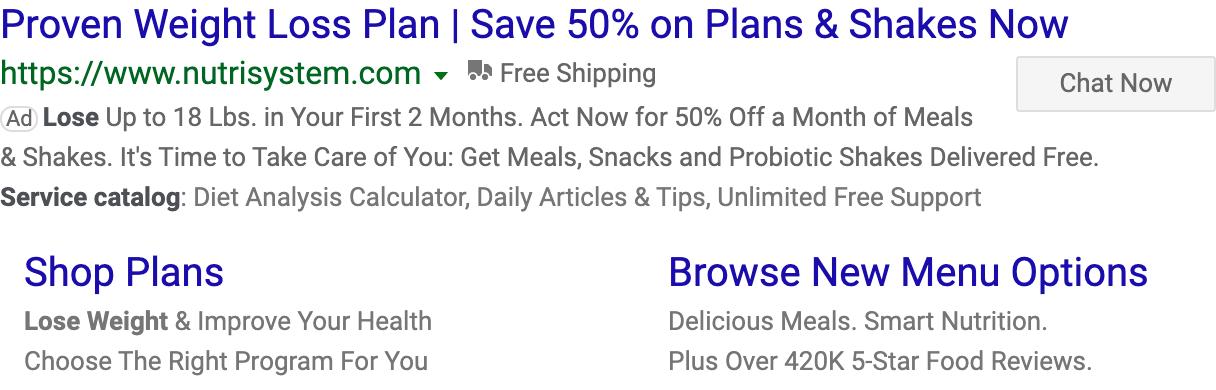 Proven Weight Loss Plan | Save 50% on Plans & Shakes Now
https://www.nutrisystem.com Free Shipping
Chat Now
Ad Lose Up to 18 Lbs. in Your First 2 Months. Act Now for 50% Off a Month of Meals
& Shakes. It's Time to Take Care of You: Get Meals, Snacks and Probiotic Shakes Delivered Free.
Service catalog: Diet Analysis Calculator, Daily Articles & Tips, Unlimited Free Support
Shop Plans
Lose Weight & Improve Your Health
Choose The Right Program For You
Browse New Menu Options
Delicious Meals. Smart Nutrition.
Plus Over 420K 5-Star Food Reviews.